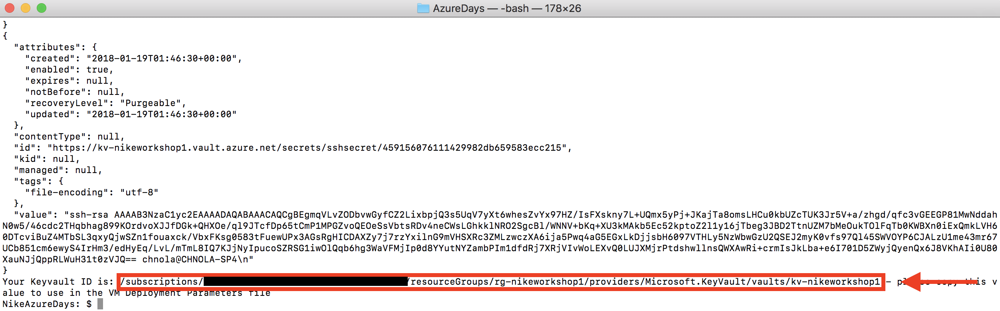 AzureDays — -bash — 178×26
}
{
  "attributes": {
    "created": "2018-01-19T01:46:30+00:00",
    "enabled": true,
    "expires": null,
    "notBefore": null,
    "recoveryLevel": "Purgeable",
    "updated": "2018-01-19T01:46:30+00:00"
  },
  "contentType": null,
  "id": "https://kv-nikeworkshop1.vault.azure.net/secrets/sshsecret/459156076111429982db659583ecc215",
  "kid": null,
  "managed": null,
  "tags": {
    "file-encoding": "utf-8"
  },
  "value": "ssh-rsa AAAAB3NzaC1yc2EAAAADAQABAAACAQCgBEgmqVLvZODbvwGyfCZ2LixbpjQ3s5UqV7yXt6whesZvYx97HZ/IsFXskny7L+UQmx5yPj+JKajTa8omsLHCu0kbUZcTUK3Jr5V+a/zhgd/qfc3vGEEGP81MwNddah
N0w5/46cdc2THqbhag899KOrdvoXJJfDGk+QHXOe/ql9JTcfDp65tCmP1MPGZvoQEOeSsVbtsRDv4neCWsLGhkklNRO2SgcBl/WNNV+bKq+XU3kMAkb5Ec52kptoZ2l1y16jTbeg3JBD2TtnUZM7bMeOukTOlFqTb0KWBXn0iExQmkLVH6
0DTcviBuZ4MTbSL3qxyQjwSZn1fouaxck/VbxFKsg0583tFuewUPx3AGsRgHICDAXZy7j7rzYxilnG9mVHSXRc3ZMLzwczXA6ija5Pwq4aG5EGxLkDjjsbH6097VTHLy5NzWbwGzU2QSEJ2myK0vfs97Ql45SWVOYP6CJALzU1me43mr67
UCb851cm6ewyS4IrHm3/edHyEq/LvL/mTmL8IQ7KJjNyIpucoSZRSG1iwOlQqb6hg3WaVFMjIp0d8YYutNYZambPIm1dfdRj7XRjVIvWoLEXvQ0LUJXMjrPtdshwllnsQWXAwRi+crmIsJkLba+e6I701D5ZWyjQyenQx6J8VKhAIi0U80
XauNJjQppRLWuH31t0zVJQ== chnola@CHNOLA-SP4\n"
}
Your Keyvault ID is: /subscriptions/ /resourceGroups/rg-nikeworkshop1/providers/Microsoft.KeyVault/vaults/kv-nikeworkshop1 - this v
alue to use in the VM Deployment Parameters file
NikeAzureDays: $